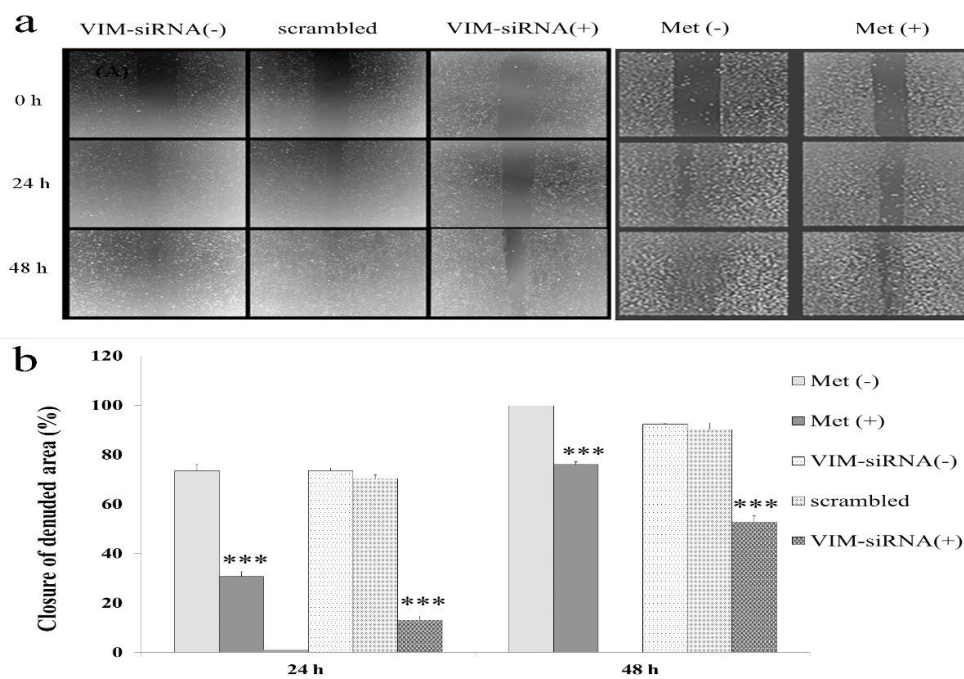 a
VIM-siRNA(-) scrambled VIM-siRNA(+) Met (-) Met (+)
(A)
0 h
24 h
48 h
b
Closure of denuded area (%)
120
100
80
60
40
20
0
***
***
***
***
24 h
48 h
Met (-)
Met (+)
VIM-siRNA(-)
scrambled
VIM-siRNA(+)